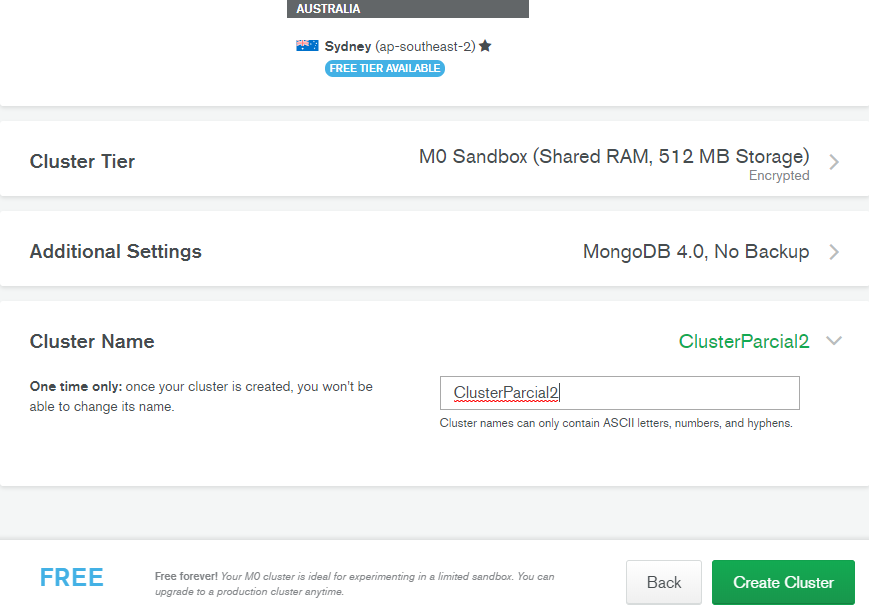 AUSTRALIA
Sydney (ap-southeast-2)
FREE TIER AVAILABLE
Cluster Tier
M0 Sandbox (Shared RAM, 512 MB Storage)
Encrypted
Additional Settings
MongoDB 4.0, No Backup
Cluster Name
ClusterParcial2
One time only: once your cluster is created, you won't be
able to change its name.
ClusterParcial2
Cluster names can only contain ASCII letters, numbers, and hyphens.
FREE
Free forever! Your M0 cluster is ideal for experimenting in a limited sandbox. You can
upgrade to a production cluster anytime.
Back
Create Cluster